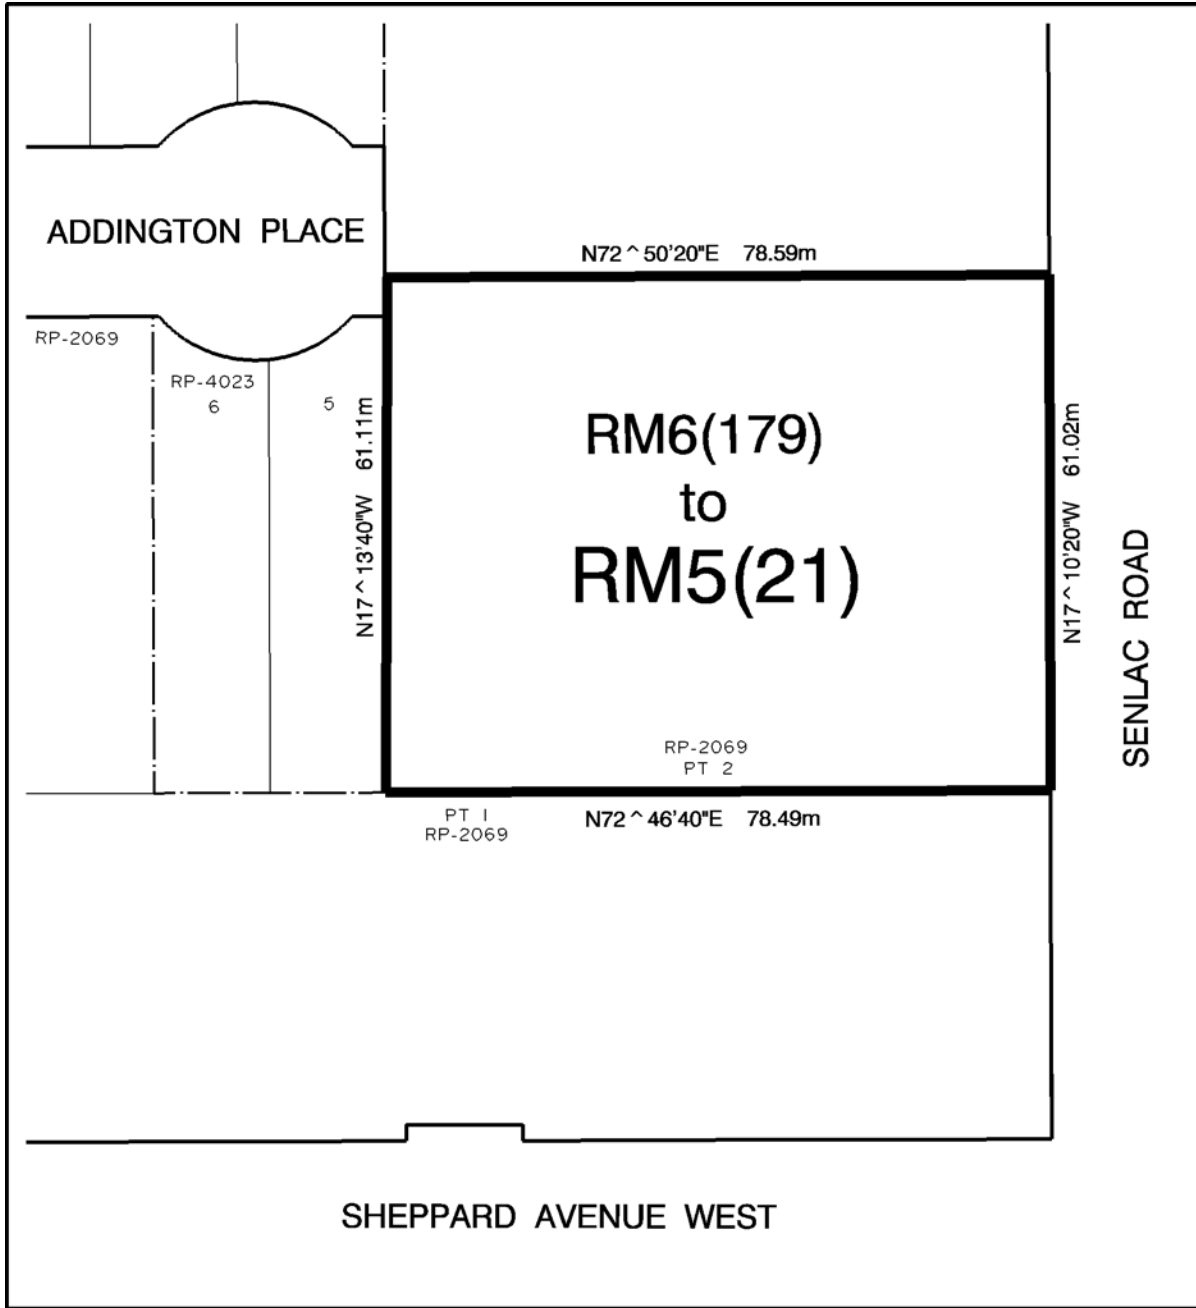 ADDINGTON PLACE
N72^50'20"E 78.59m
RP-2069
RP-4023
6
5
N17^13'40"W 61.11m
RM6(179)
to
RM5(21)
N17^10'20"W 61.02m
SENLAC ROAD
RP-2069
PT 2
PT 1
RP-2069
N72^46'40"E 78.49m
SHEPPARD AVENUE WEST